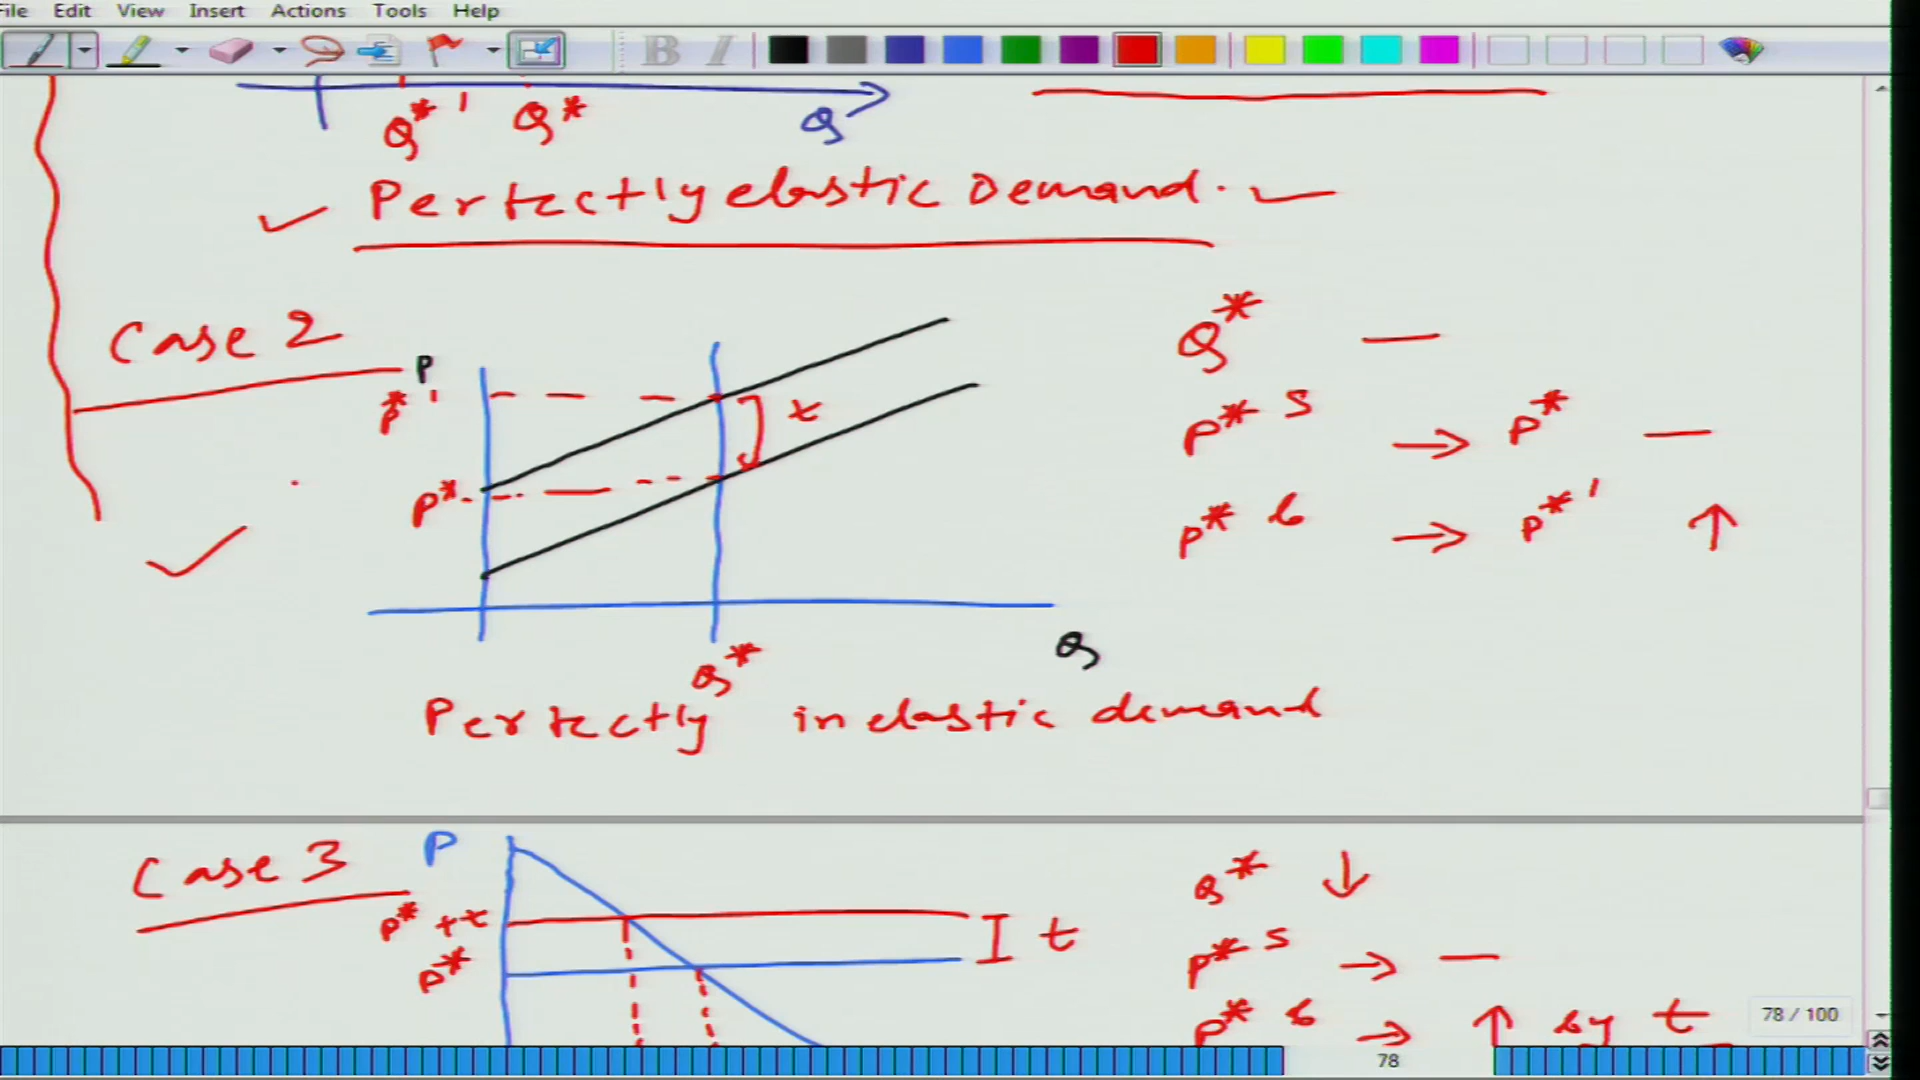 File Edit View Insert Actions Tools Help
B I
Q*' Q* Q
Perfectly elastic Demand.
Case 2
P
P*'
t
P*
Q*
Q
Q* —
P* s → P* —
P* b → P*' ↑
Perfectly inelastic demand
Case 3
P
P* + t
P*
t
Q* ↓
P* s → —
P* b → ↑ by t
78 / 100
78